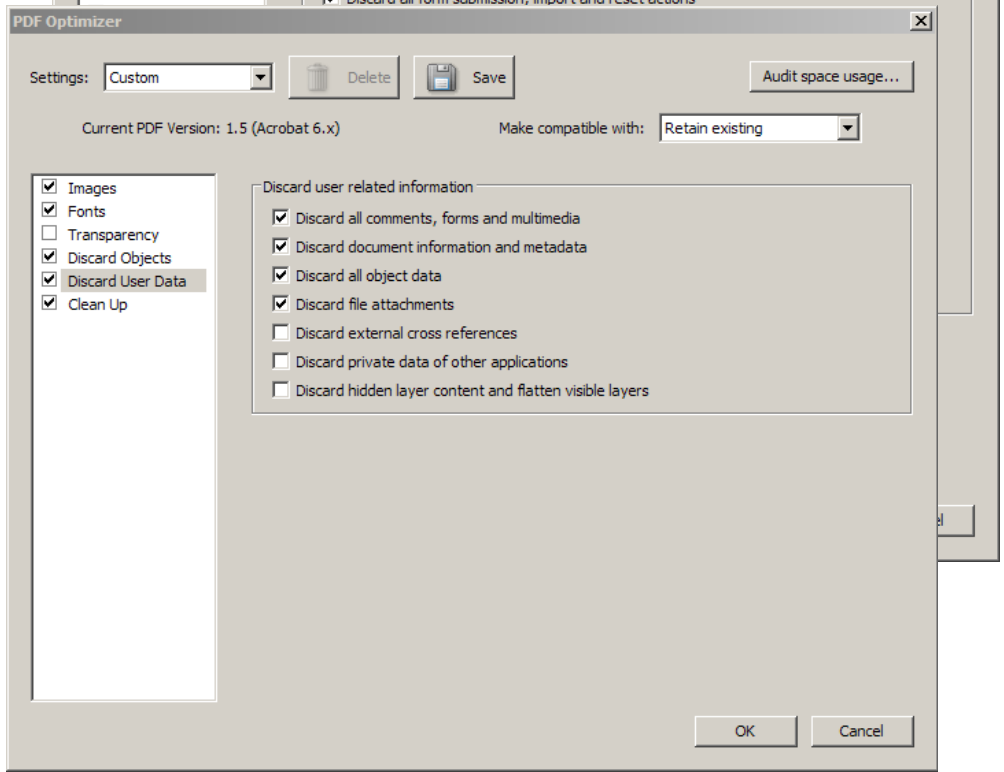 Discard all form submission, import and reset actions
PDF Optimizer
Settings: Custom Delete Save Audit space usage...
Current PDF Version: 1.5 (Acrobat 6.x) Make compatible with: Retain existing
Images
Fonts
Transparency
Discard Objects
Discard User Data
Clean Up
Discard user related information
Discard all comments, forms and multimedia
Discard document information and metadata
Discard all object data
Discard file attachments
Discard external cross references
Discard private data of other applications
Discard hidden layer content and flatten visible layers
OK Cancel